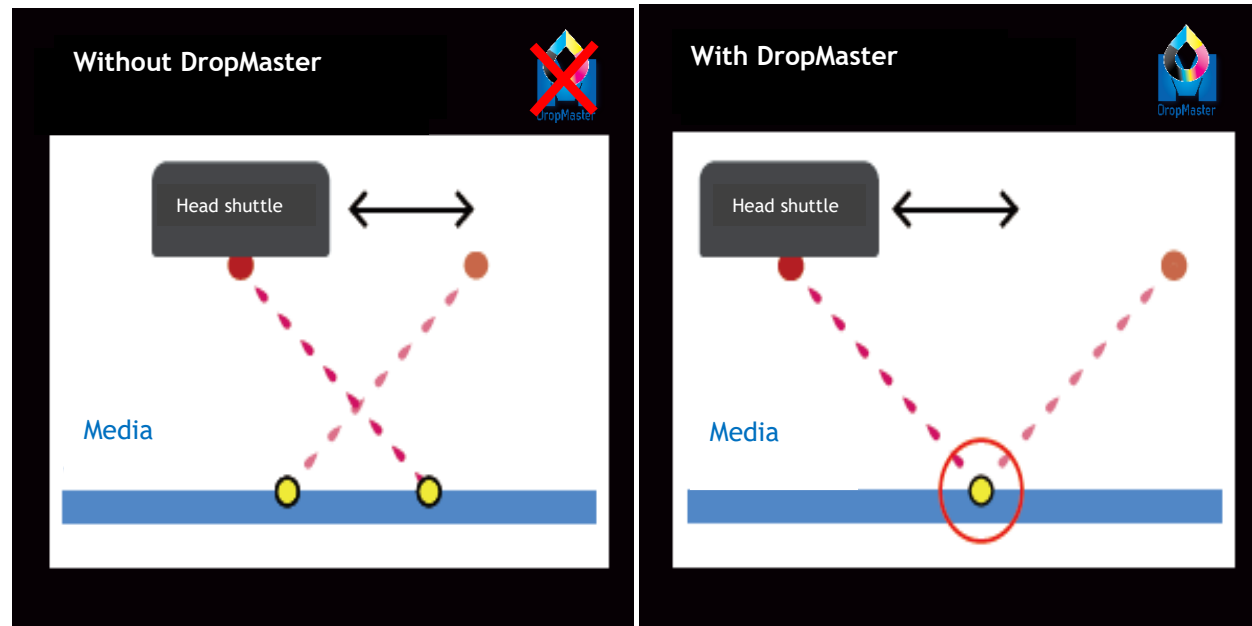 Without DropMaster
DropMaster
Head shuttle
Media
With DropMaster
DropMaster
Head shuttle
Media